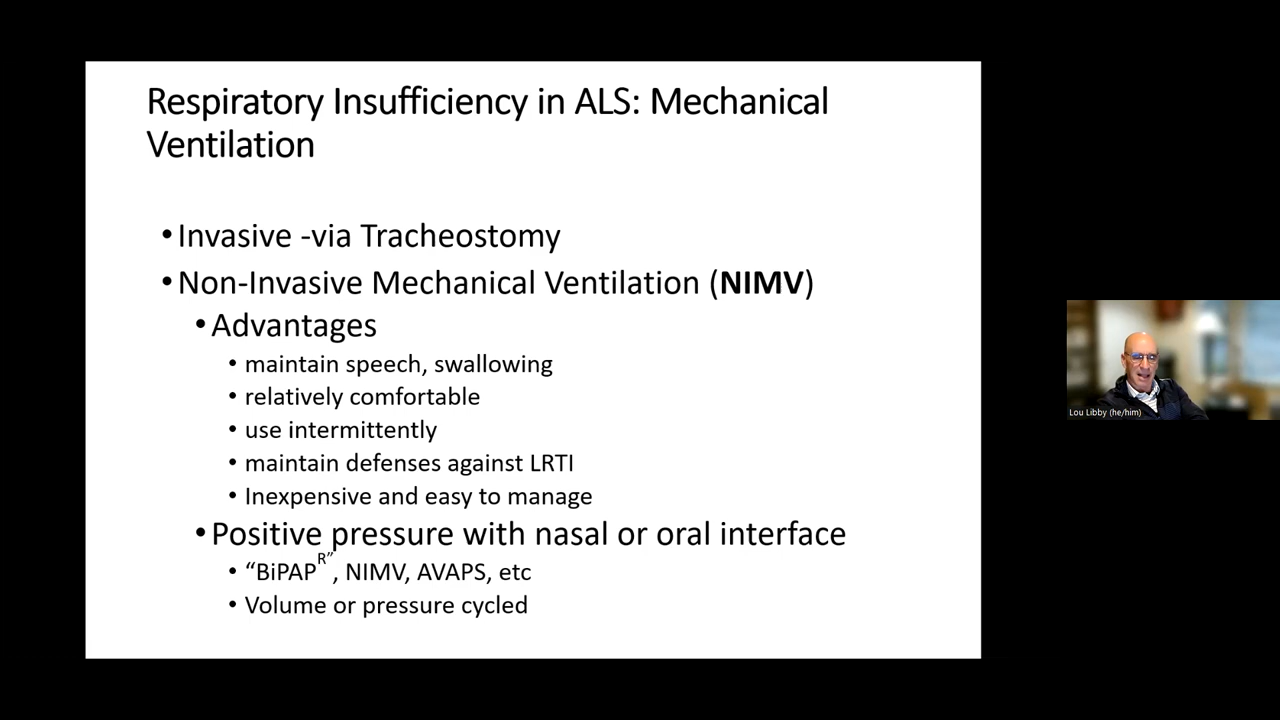 Respiratory Insufficiency in ALS: Mechanical
Ventilation
•Invasive -via Tracheostomy
•Non-Invasive Mechanical Ventilation (NIMV)
•Advantages
• maintain speech, swallowing
• relatively comfortable
• use intermittently
• maintain defenses against LRTI
• Inexpensive and easy to manage
•Positive pressure with nasal or oral interface
• “BiPAPR”, NIMV, AVAPS, etc
• Volume or pressure cycled
Lou Libby (he/him)